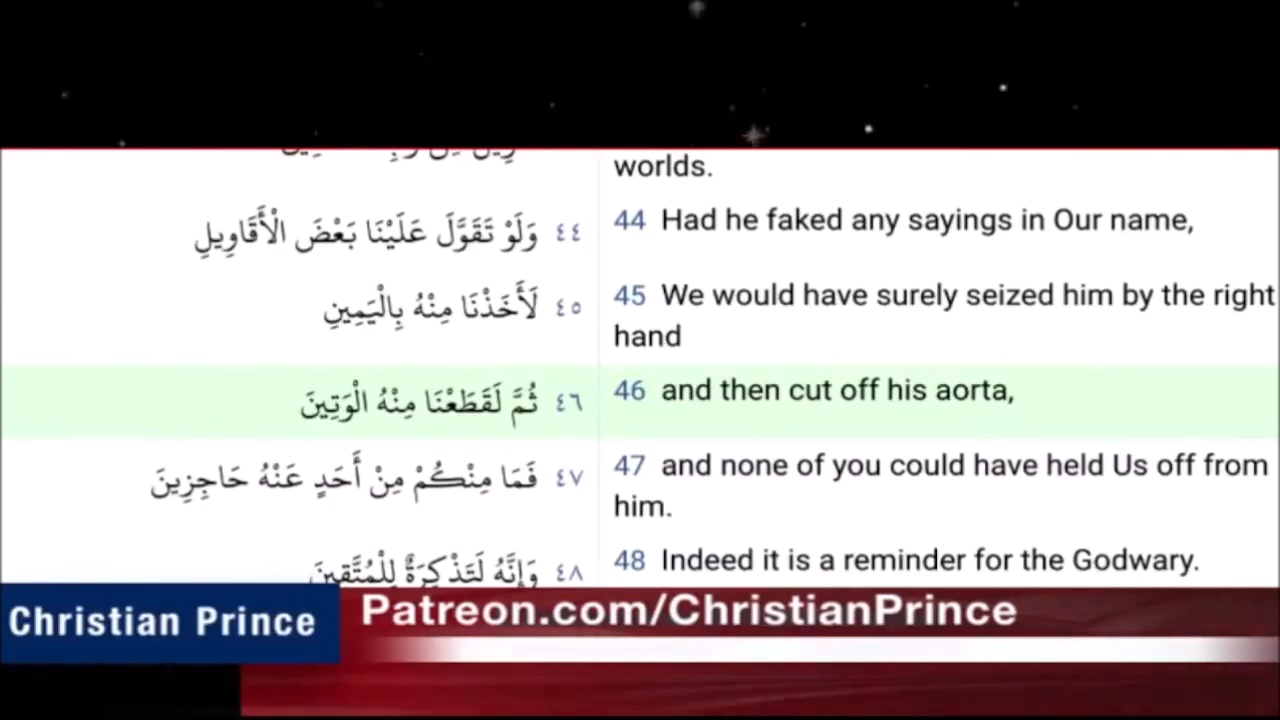 worlds.
وَلَوْ تَقَوَّلَ عَلَيْنَا بَعْضَ الْأَقَاوِيلِ ٤٤
44 Had he faked any sayings in Our name,
لَأَخَذْنَا مِنْهُ بِالْيَمِينِ ٤٥
45 We would have surely seized him by the right
hand
ثُمَّ لَقَطَعْنَا مِنْهُ الْوَتِينَ ٤٦
46 and then cut off his aorta,
فَمَا مِنْكُمْ مِنْ أَحَدٍ عَنْهُ حَاجِزِينَ ٤٧
47 and none of you could have held Us off from
him.
وَإِنَّهُ لَتَذْكِرَةٌ لِلْمُتَّقِينَ ٤٨
48 Indeed it is a reminder for the Godwary.
Christian Prince
Patreon.com/ChristianPrince